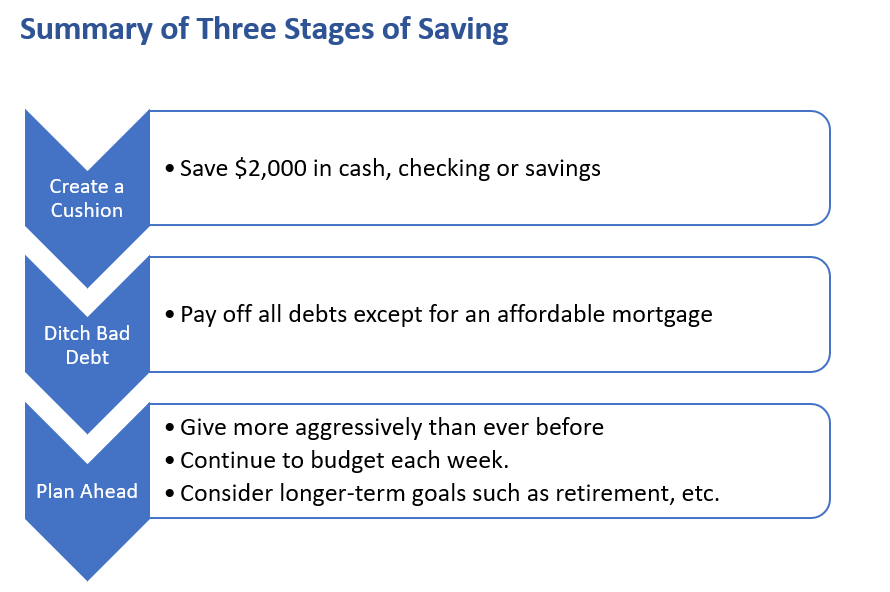 Summary of Three Stages of Saving
Create a
Cushion
• Save $2,000 in cash, checking or savings
Ditch Bad
Debt
• Pay off all debts except for an affordable mortgage
Plan Ahead
• Give more aggressively than ever before
• Continue to budget each week.
• Consider longer-term goals such as retirement, etc.